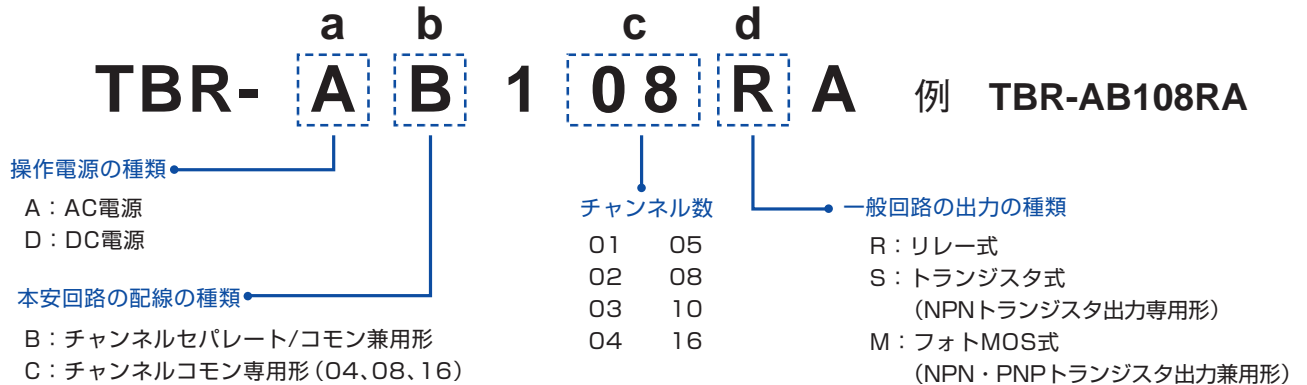 a b c d
TBR- A B 1 0 8 R A 例 TBR-AB108RA
操作電源の種類
A：AC電源
D：DC電源
本安回路の配線の種類
B：チャンネルセパレート/コモン兼用形
C：チャンネルコモン専用形（04、08、16）
チャンネル数
01 05
02 08
03 10
04 16
一般回路の出力の種類
R：リレー式
S：トランジスタ式
（NPNトランジスタ出力専用形）
M：フォトMOS式
（NPN・PNPトランジスタ出力兼用形）